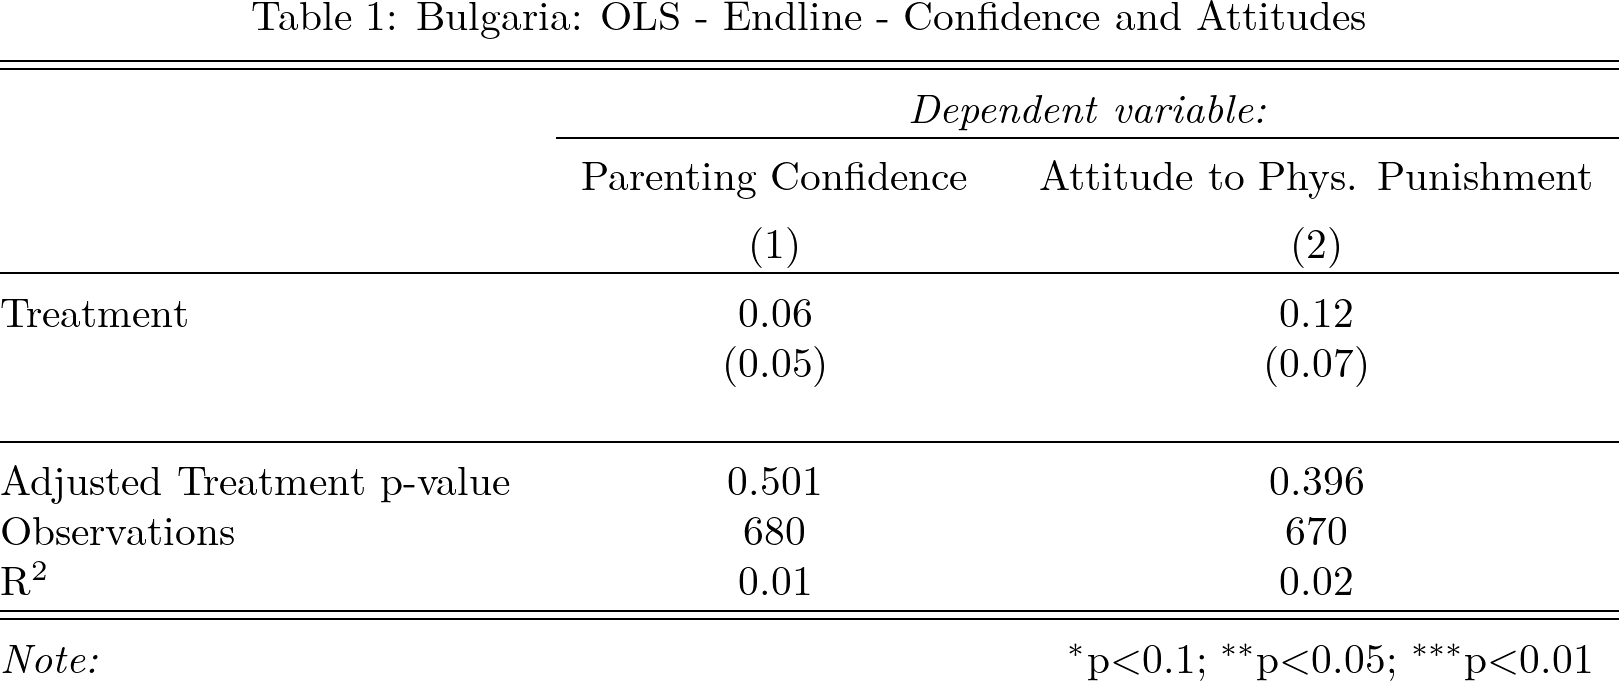 Table 1: Bulgaria: OLS - Endline - Confidence and Attitudes
Dependent variable:
Parenting Confidence Attitude to Phys. Punishment
(1) (2)
Treatment 0.06 0.12
(0.05) (0.07)
Adjusted Treatment p-value 0.501 0.396
Observations 680 670
R² 0.01 0.02
Note: *p<0.1; **p<0.05; ***p<0.01